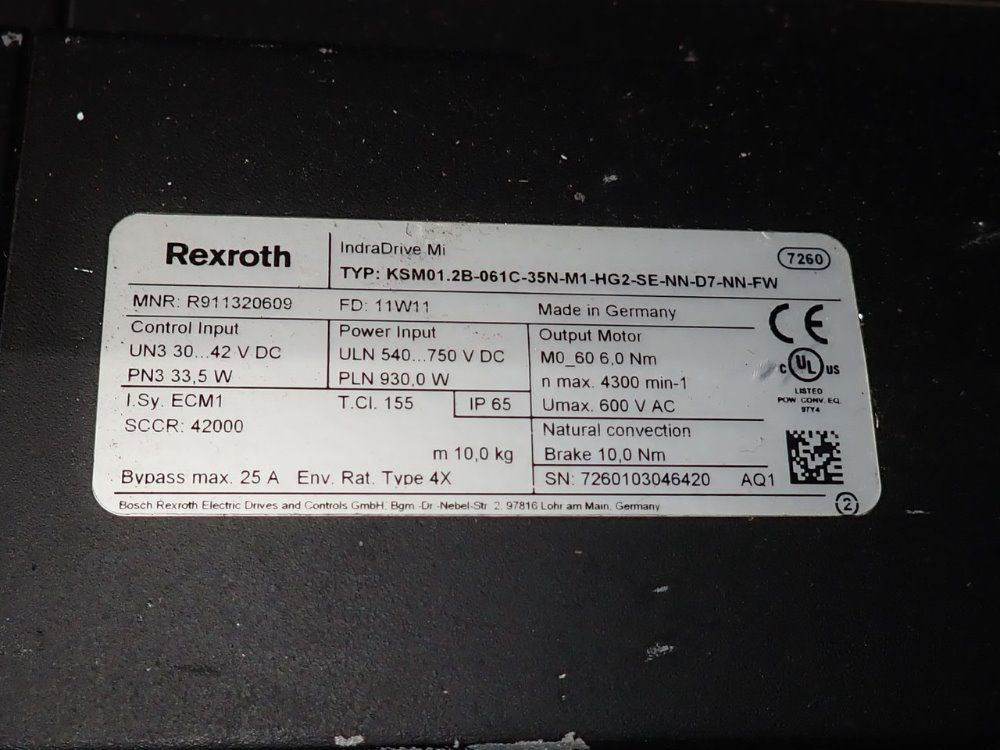 Rexroth
IndraDrive Mi
7260
TYP: KSM01.2B-061C-35N-M1-HG2-SE-NN-D7-NN-FW
MNR: R911320609
FD: 11W11
Made in Germany
CE
Control Input
UN3 30...42 V DC
PN3 33,5 W
Power Input
ULN 540...750 V DC
PLN 930,0 W
Output Motor
M0_60 6,0 Nm
n max. 4300 min-1
Umax. 600 V AC
C UL US
LISTED
POW CONV. EQ.
97Y4
I.Sy. ECM1
T.Cl. 155
IP 65
SCCR: 42000
m 10,0 kg
Natural convection
Brake 10,0 Nm
Bypass max. 25 A Env. Rat. Type 4X
SN: 7260103046420 AQ1
Bosch Rexroth Electric Drives and Controls GmbH. Bgm.-Dr.-Nebel-Str. 2. 97816 Lohr am Main, Germany
2